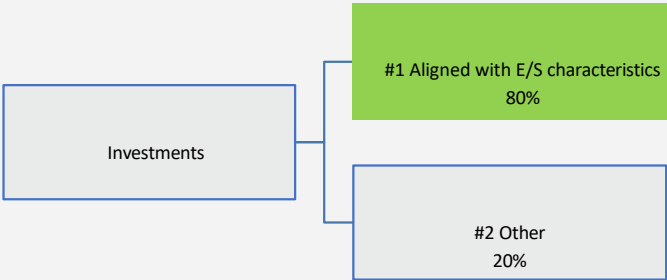 #1 Aligned with E/S characteristics
80%
Investments
#2 Other
20%